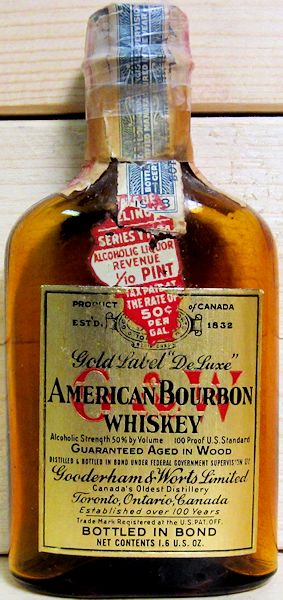 SERIES
ALCOHOLIC LIQUOR
REVENUE
1/10 PINT
TAX PAID AT
THE RATE OF
50¢
PER
GAL
PRODUCT OF CANADA
ESTD. 1832
Gold Label "De Luxe"
G & W
AMERICAN BOURBON
WHISKEY
Alcoholic Strength 50% by Volume 100 Proof U.S. Standard
GUARANTEED AGED IN WOOD
DISTILLED & BOTTLED IN BOND UNDER FEDERAL GOVERNMENT SUPERVISION BY
Gooderham & Worts Limited
Canada's Oldest Distillery
Toronto, Ontario, Canada
Established over 100 Years
Trade Mark Registered at the U.S. PAT. OFF.
BOTTLED IN BOND
NET CONTENTS 1.6 U.S. OZ.